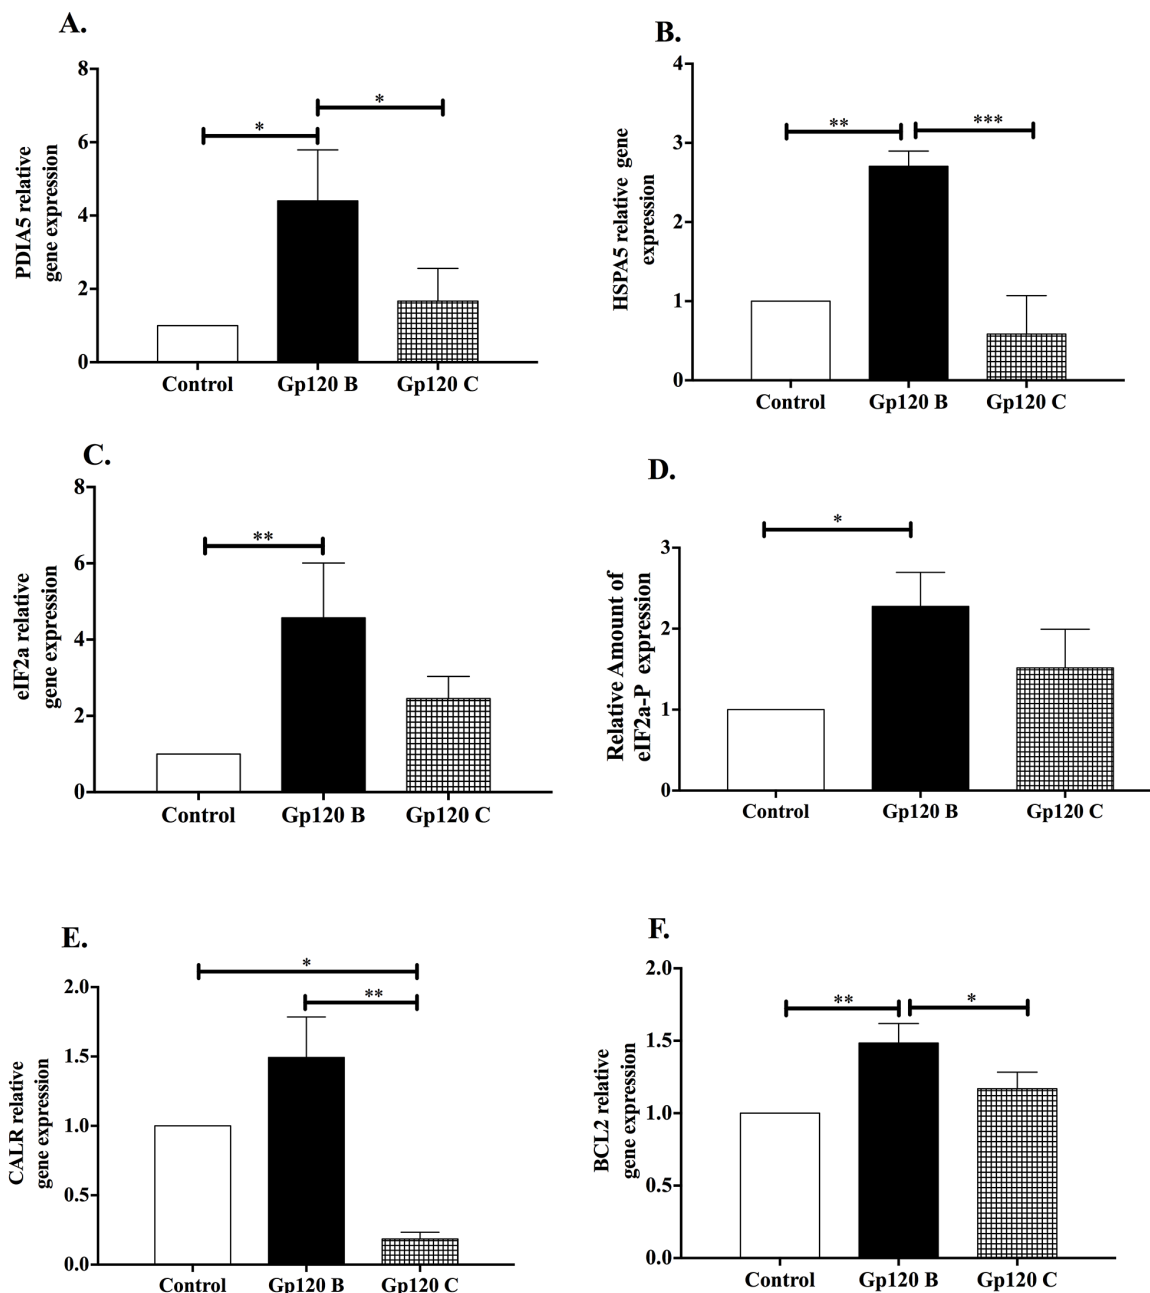 A.
PDIA5 relative
gene expression
8
6
4
2
0
*
*
Control
Gp120 B
Gp120 C
B.
HSPA5 relative gene
expression
4
3
2
1
0
**
***
Control
Gp120 B
Gp120 C
C.
eIF2a relative
gene expression
8
6
4
2
0
**
Control
Gp120 B
Gp120 C
D.
Relative Amount of
eIF2a-P expression
3
2
1
0
*
Control
Gp120 B
Gp120 C
E.
CALR relative
gene expression
2.0
1.5
1.0
0.5
0.0
*
**
Control
Gp120 B
Gp120 C
F.
BCL2 relative
gene expression
2.0
1.5
1.0
0.5
0.0
**
*
Control
Gp120 B
Gp120 C